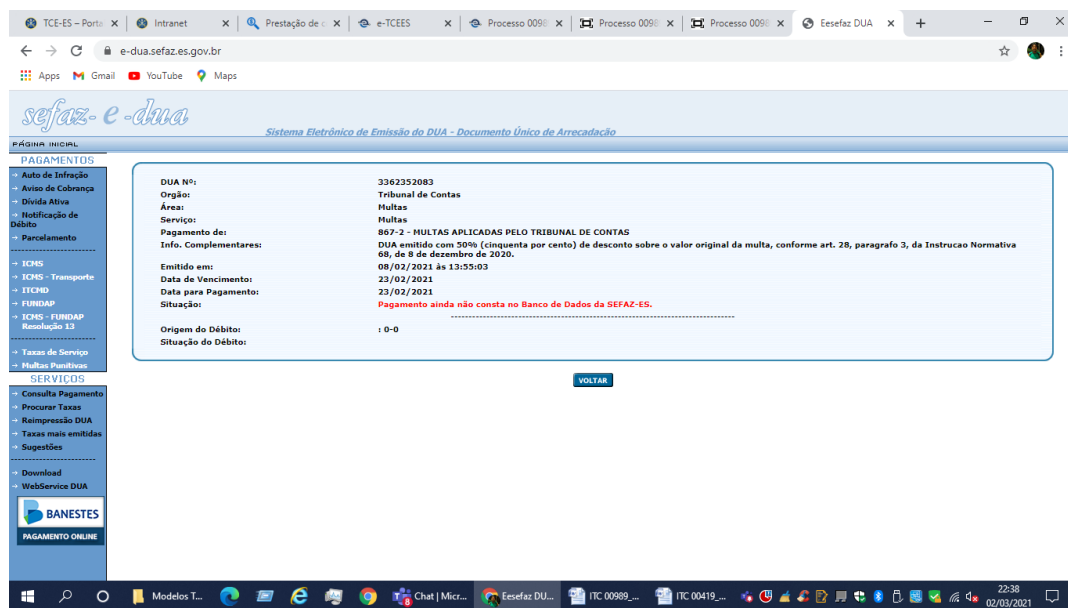 TCE-ES – Porta
Intranet
Prestação de c
e-TCEES
Processo 0098
Processo 0098
Processo 0098
Eesefaz DUA
e-dua.sefaz.es.gov.br
Apps
Gmail
YouTube
Maps
sefaz- e -dua
Sistema Eletrônico de Emissão do DUA - Documento Único de Arrecadação
PÁGINA INICIAL
PAGAMENTOS
Auto de Infração
Aviso de Cobrança
Dívida Ativa
Notificação de
Débito
Parcelamento
ICMS
ICMS - Transporte
ITCMD
FUNDAP
ICMS - FUNDAP
Resolução 13
Taxas de Serviço
Multas Punitivas
SERVIÇOS
Consulta Pagamento
Procurar Taxas
Reimpressão DUA
Taxas mais emitidas
Sugestões
Download
WebService DUA
BANESTES
PAGAMENTO ONLINE
DUA Nº: 3362352083
Orgão: Tribunal de Contas
Área: Multas
Serviço: Multas
Pagamento de: 867-2 - MULTAS APLICADAS PELO TRIBUNAL DE CONTAS
Info. Complementares: DUA emitido com 50% (cinquenta por cento) de desconto sobre o valor original da multa, conforme art. 28, paragrafo 3, da Instrucao Normativa
68, de 8 de dezembro de 2020.
Emitido em: 08/02/2021 às 13:55:03
Data de Vencimento: 23/02/2021
Data para Pagamento: 23/02/2021
Situação: Pagamento ainda não consta no Banco de Dados da SEFAZ-ES.
Origem do Débito: : 0-0
Situação do Débito:
VOLTAR
Modelos T...
Chat | Micr...
Eesefaz DU...
ITC 00989_...
ITC 00419_...
22:38
02/03/2021